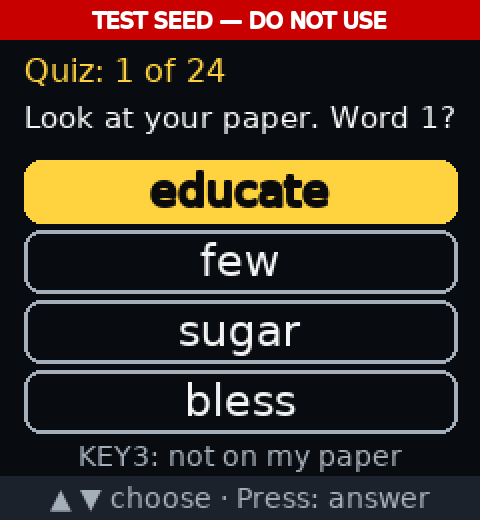 TEST SEED — DO NOT USE
Quiz: 1 of 24
Look at your paper. Word 1?
educate
few
sugar
bless
KEY3: not on my paper
▲ ▼ choose · Press: answer